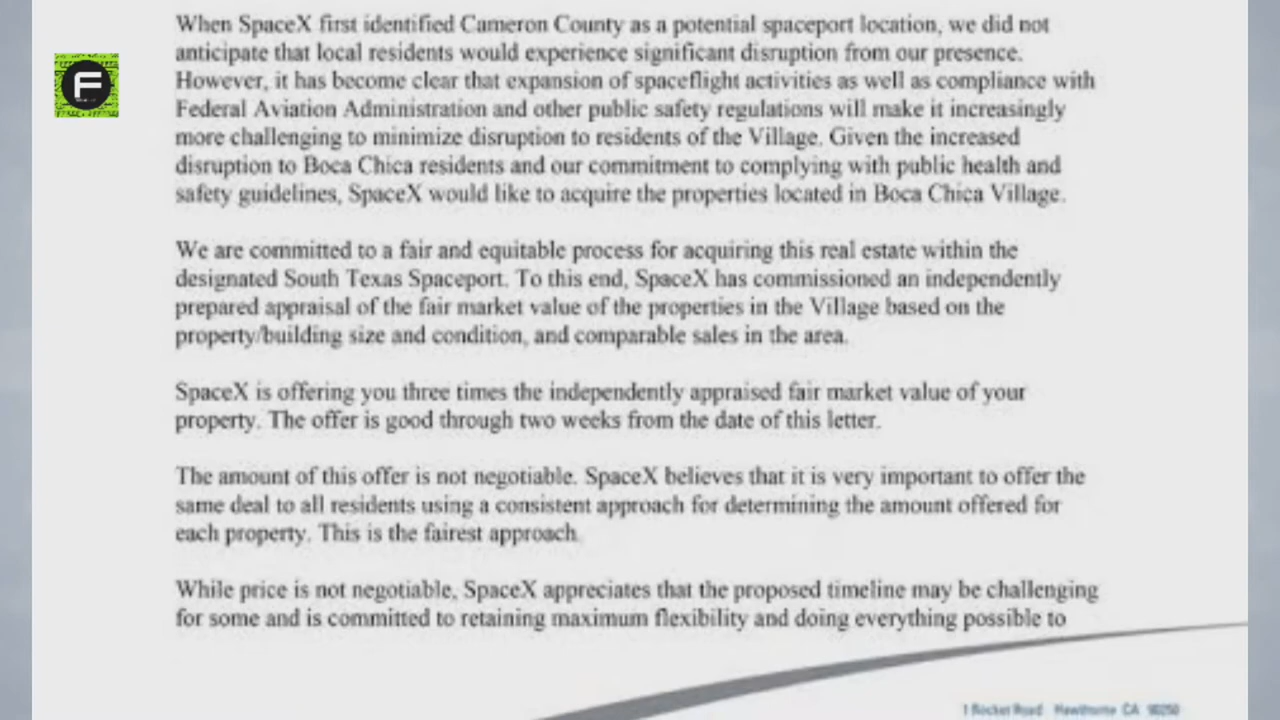 When SpaceX first identified Cameron County as a potential spaceport location, we did not
anticipate that local residents would experience significant disruption from our presence.
However, it has become clear that expansion of spaceflight activities as well as compliance with
Federal Aviation Administration and other public safety regulations will make it increasingly
more challenging to minimize disruption to residents of the Village. Given the increased
disruption to Boca Chica residents and our commitment to complying with public health and
safety guidelines, SpaceX would like to acquire the properties located in Boca Chica Village.
We are committed to a fair and equitable process for acquiring this real estate within the
designated South Texas Spaceport. To this end, SpaceX has commissioned an independently
prepared appraisal of the fair market value of the properties in the Village based on the
property/building size and condition, and comparable sales in the area.
SpaceX is offering you three times the independently appraised fair market value of your
property. The offer is good through two weeks from the date of this letter.
The amount of this offer is not negotiable. SpaceX believes that it is very important to offer the
same deal to all residents using a consistent approach for determining the amount offered for
each property. This is the fairest approach.
While price is not negotiable, SpaceX appreciates that the proposed timeline may be challenging
for some and is committed to retaining maximum flexibility and doing everything possible to
1 Rocket Road Hawthorne CA 90250
F